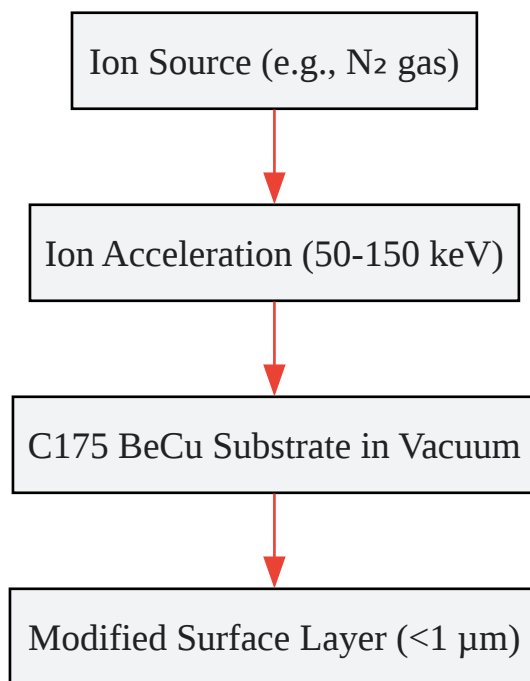 Ion Source (e.g., N₂ gas)
Ion Acceleration (50-150 keV)
C175 BeCu Substrate in Vacuum
Modified Surface Layer (<1 µm)